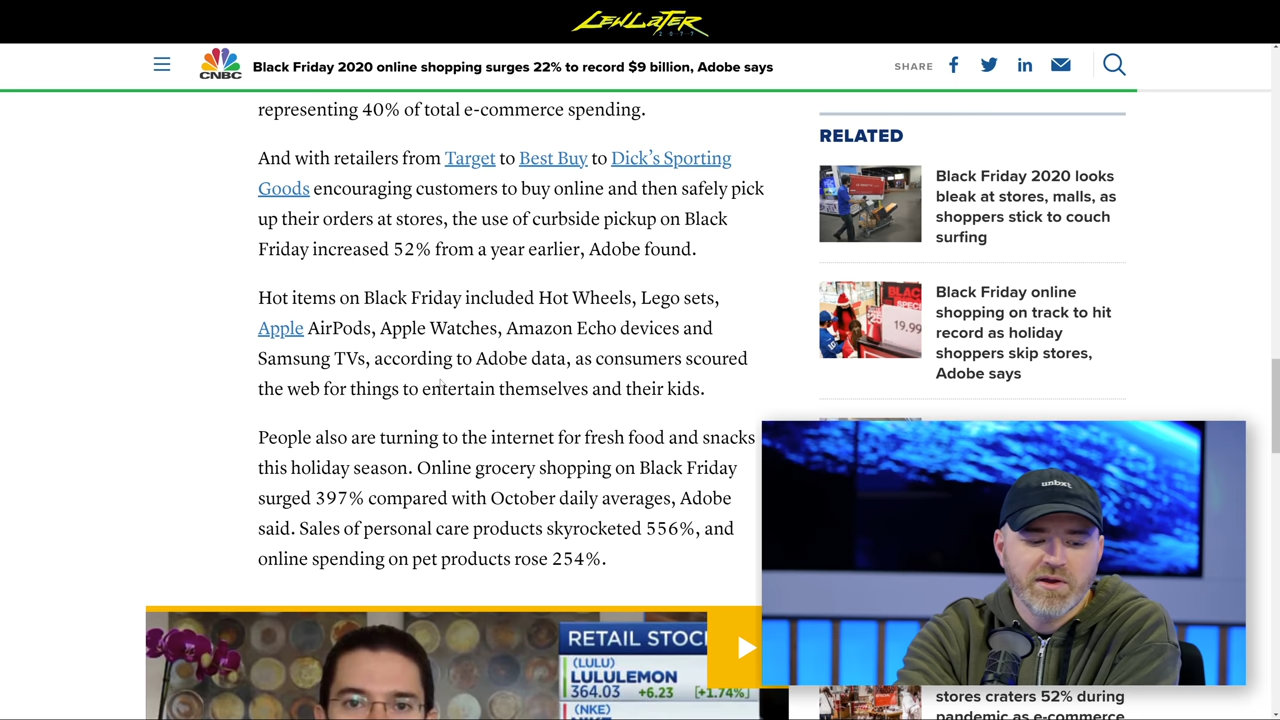 LEWLATER
2077
CNBC
Black Friday 2020 online shopping surges 22% to record $9 billion, Adobe says
SHARE
representing 40% of total e-commerce spending.
And with retailers from Target to Best Buy to Dick's Sporting
Goods encouraging customers to buy online and then safely pick
up their orders at stores, the use of curbside pickup on Black
Friday increased 52% from a year earlier, Adobe found.
Hot items on Black Friday included Hot Wheels, Lego sets,
Apple AirPods, Apple Watches, Amazon Echo devices and
Samsung TVs, according to Adobe data, as consumers scoured
the web for things to entertain themselves and their kids.
People also are turning to the internet for fresh food and snacks
this holiday season. Online grocery shopping on Black Friday
surged 397% compared with October daily averages, Adobe
said. Sales of personal care products skyrocketed 556%, and
online spending on pet products rose 254%.
RETAIL STOC
(LULU)
LULULEMON
364.03 +6.23 [+1.74%]
(NKE)
RELATED
Black Friday 2020 looks
bleak at stores, malls, as
shoppers stick to couch
surfing
19.99
Black Friday online
shopping on track to hit
record as holiday
shoppers skip stores,
Adobe says
unbx
stores craters 52% during
pandemic as e-commerce